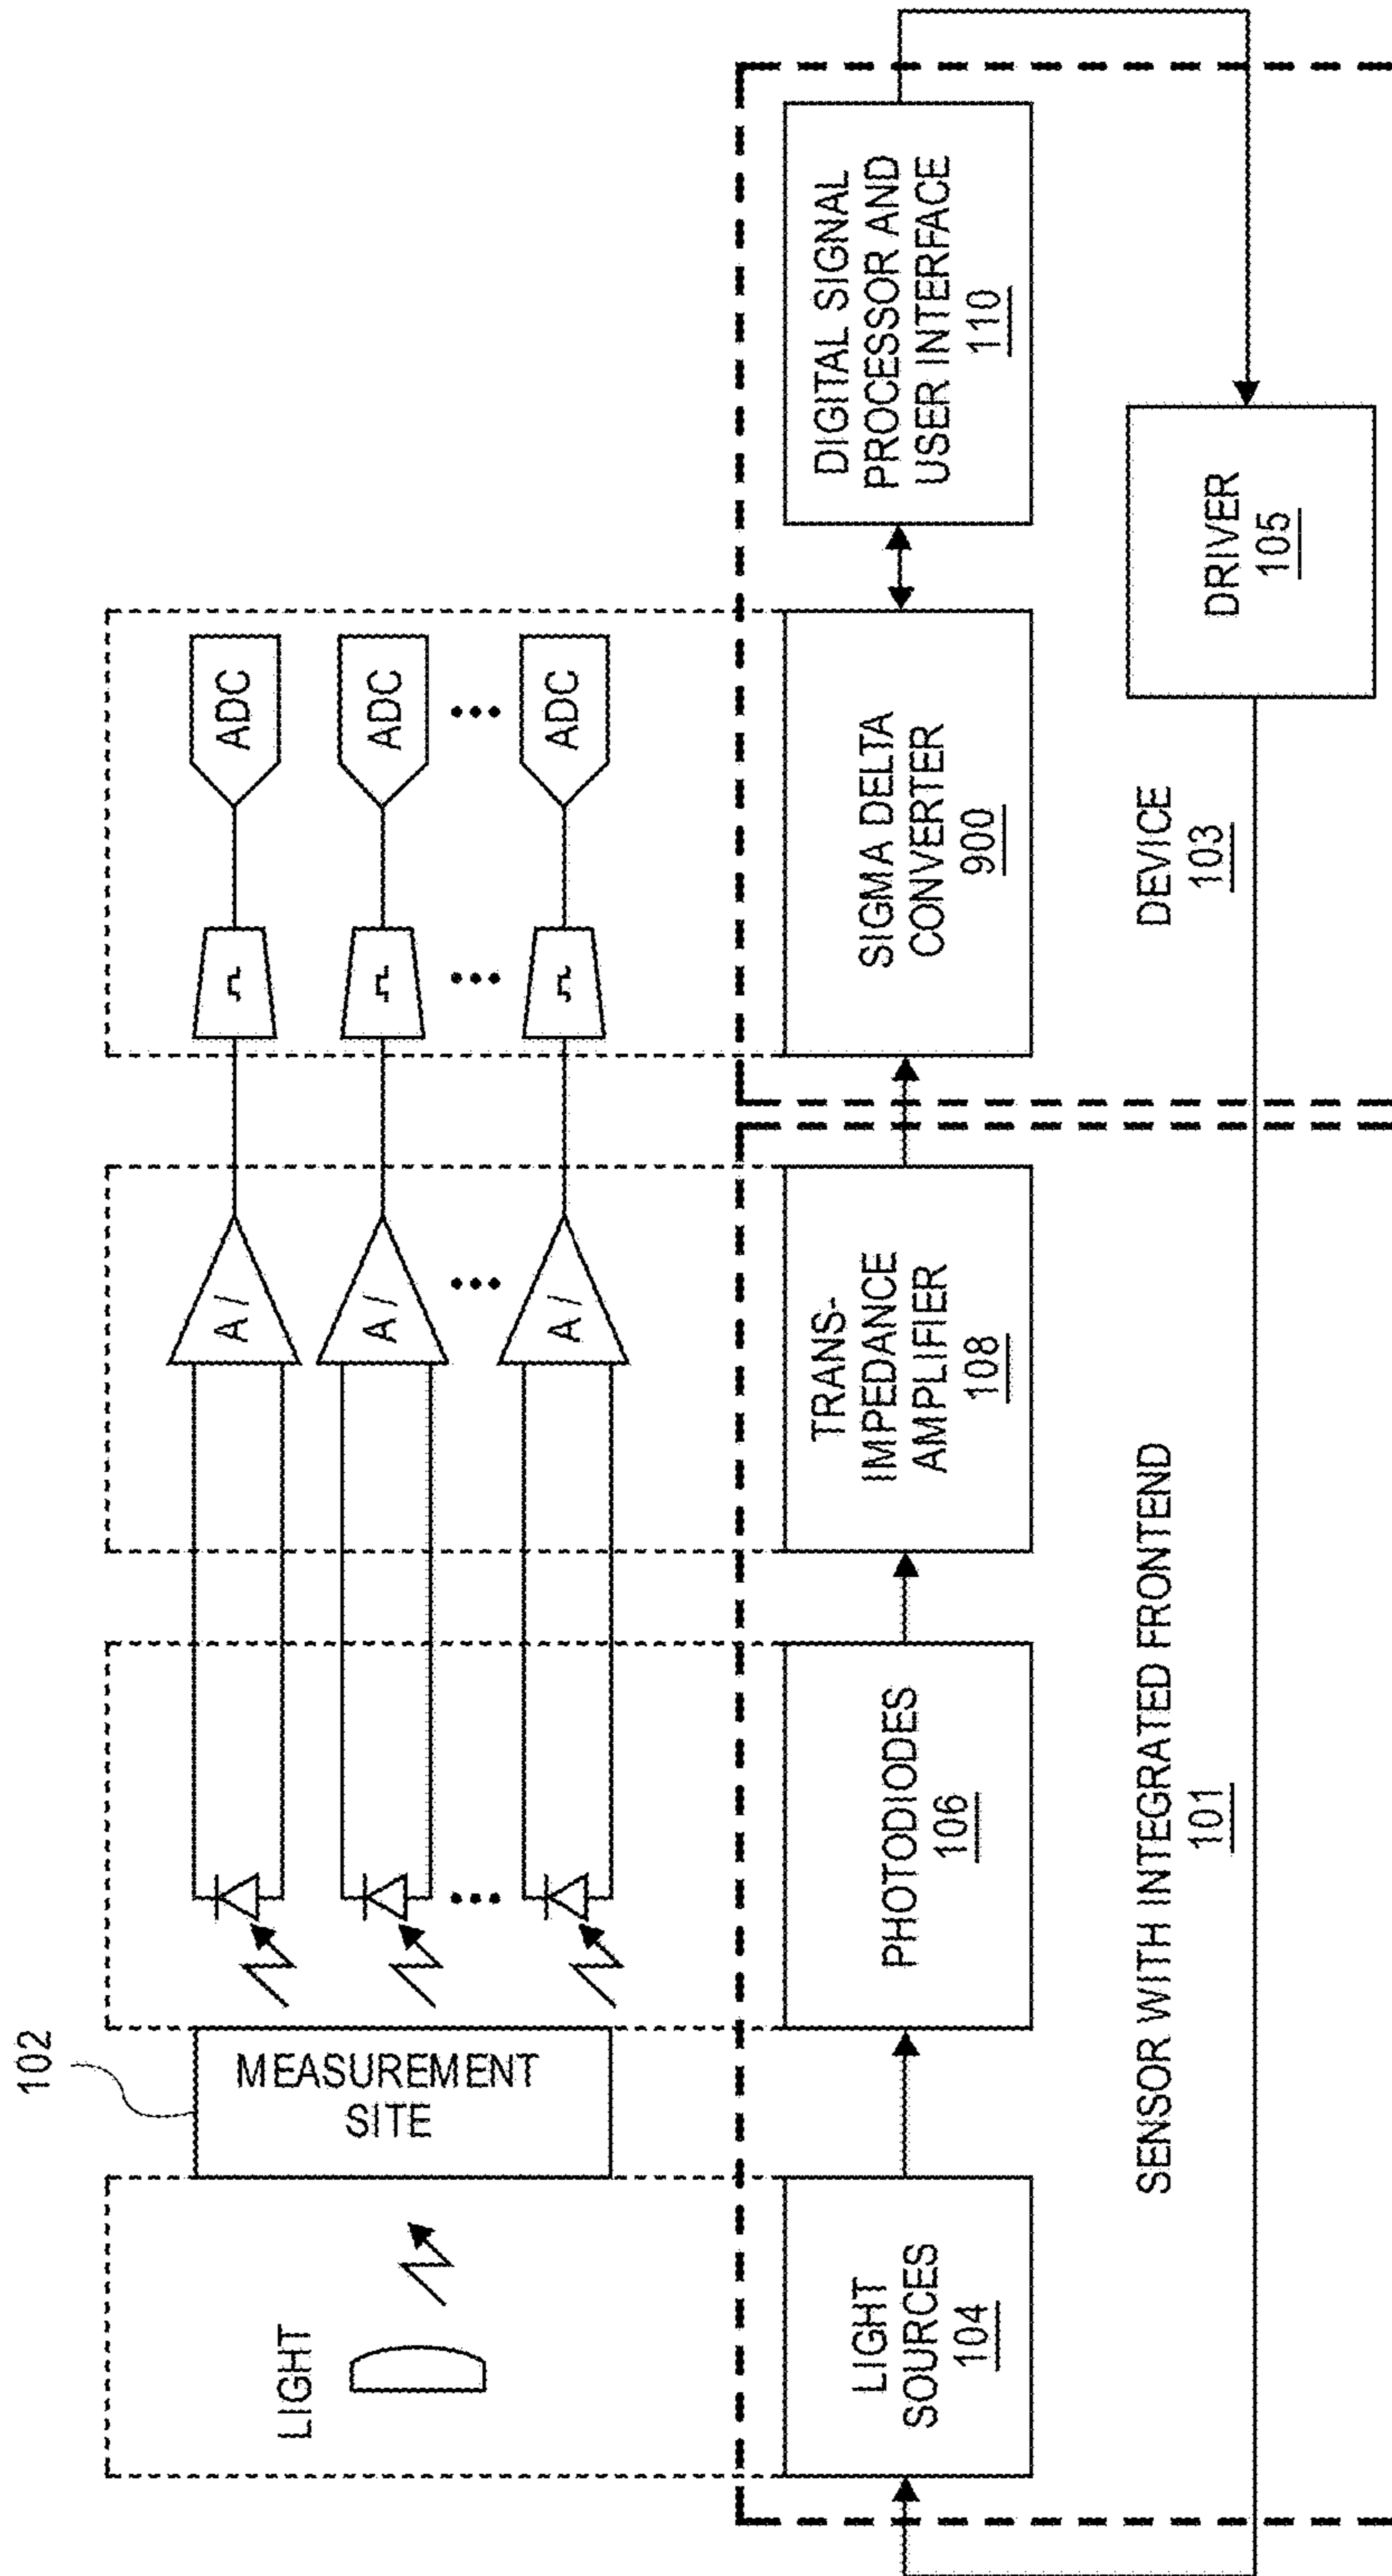 102
LIGHT
MEASUREMENT
SITE
A /
A /
A /
ADC
ADC
ADC
LIGHT
SOURCES
104
PHOTODIODES
106
TRANS-
IMPEDANCE
AMPLIFIER
108
SIGMA DELTA
CONVERTER
900
DIGITAL SIGNAL
PROCESSOR AND
USER INTERFACE
110
SENSOR WITH INTEGRATED FRONTEND
101
DEVICE
103
DRIVER
105